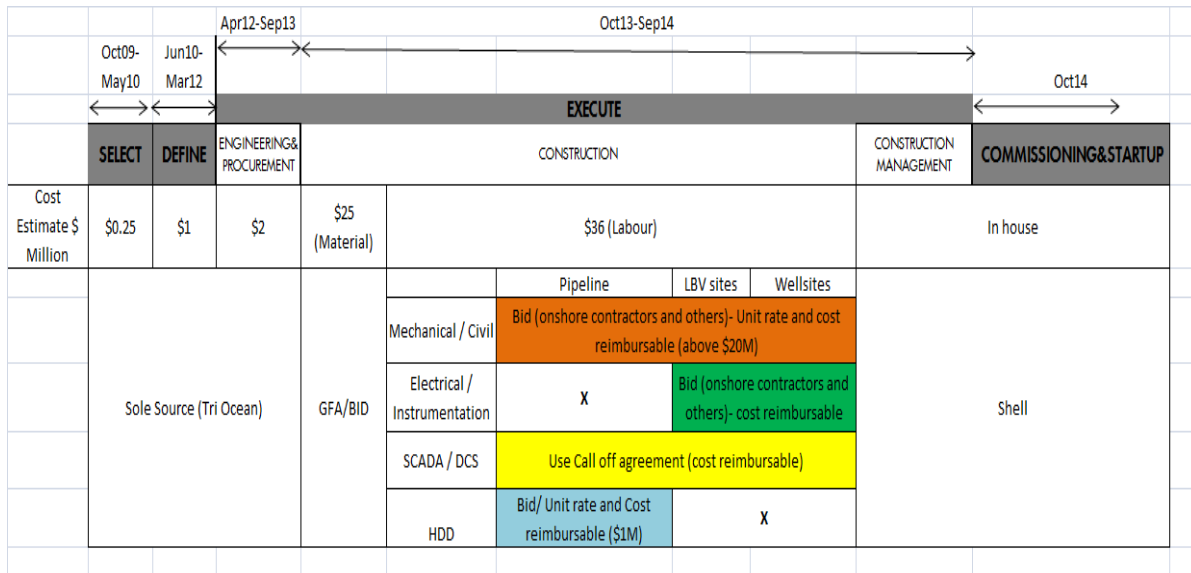 Apr12-Sep13
Oct13-Sep14
Oct09-
May10
Jun10-
Mar12
Oct14
EXECUTE
SELECT
DEFINE
ENGINEERING&
PROCUREMENT
CONSTRUCTION
CONSTRUCTION
MANAGEMENT
COMMISSIONING&STARTUP
Cost
Estimate $
Million
$0.25
$1
$2
$25
(Material)
$36 (Labour)
In house
Pipeline
LBV sites
Wellsites
Mechanical / Civil
Bid (onshore contractors and others)- Unit rate and cost
reimbursable (above $20M)
Electrical /
Instrumentation
X
Bid (onshore contractors and
others)- cost reimbursable
Sole Source (Tri Ocean)
GFA/BID
Shell
SCADA / DCS
Use Call off agreement (cost reimbursable)
HDD
Bid/ Unit rate and Cost
reimbursable ($1M)
X